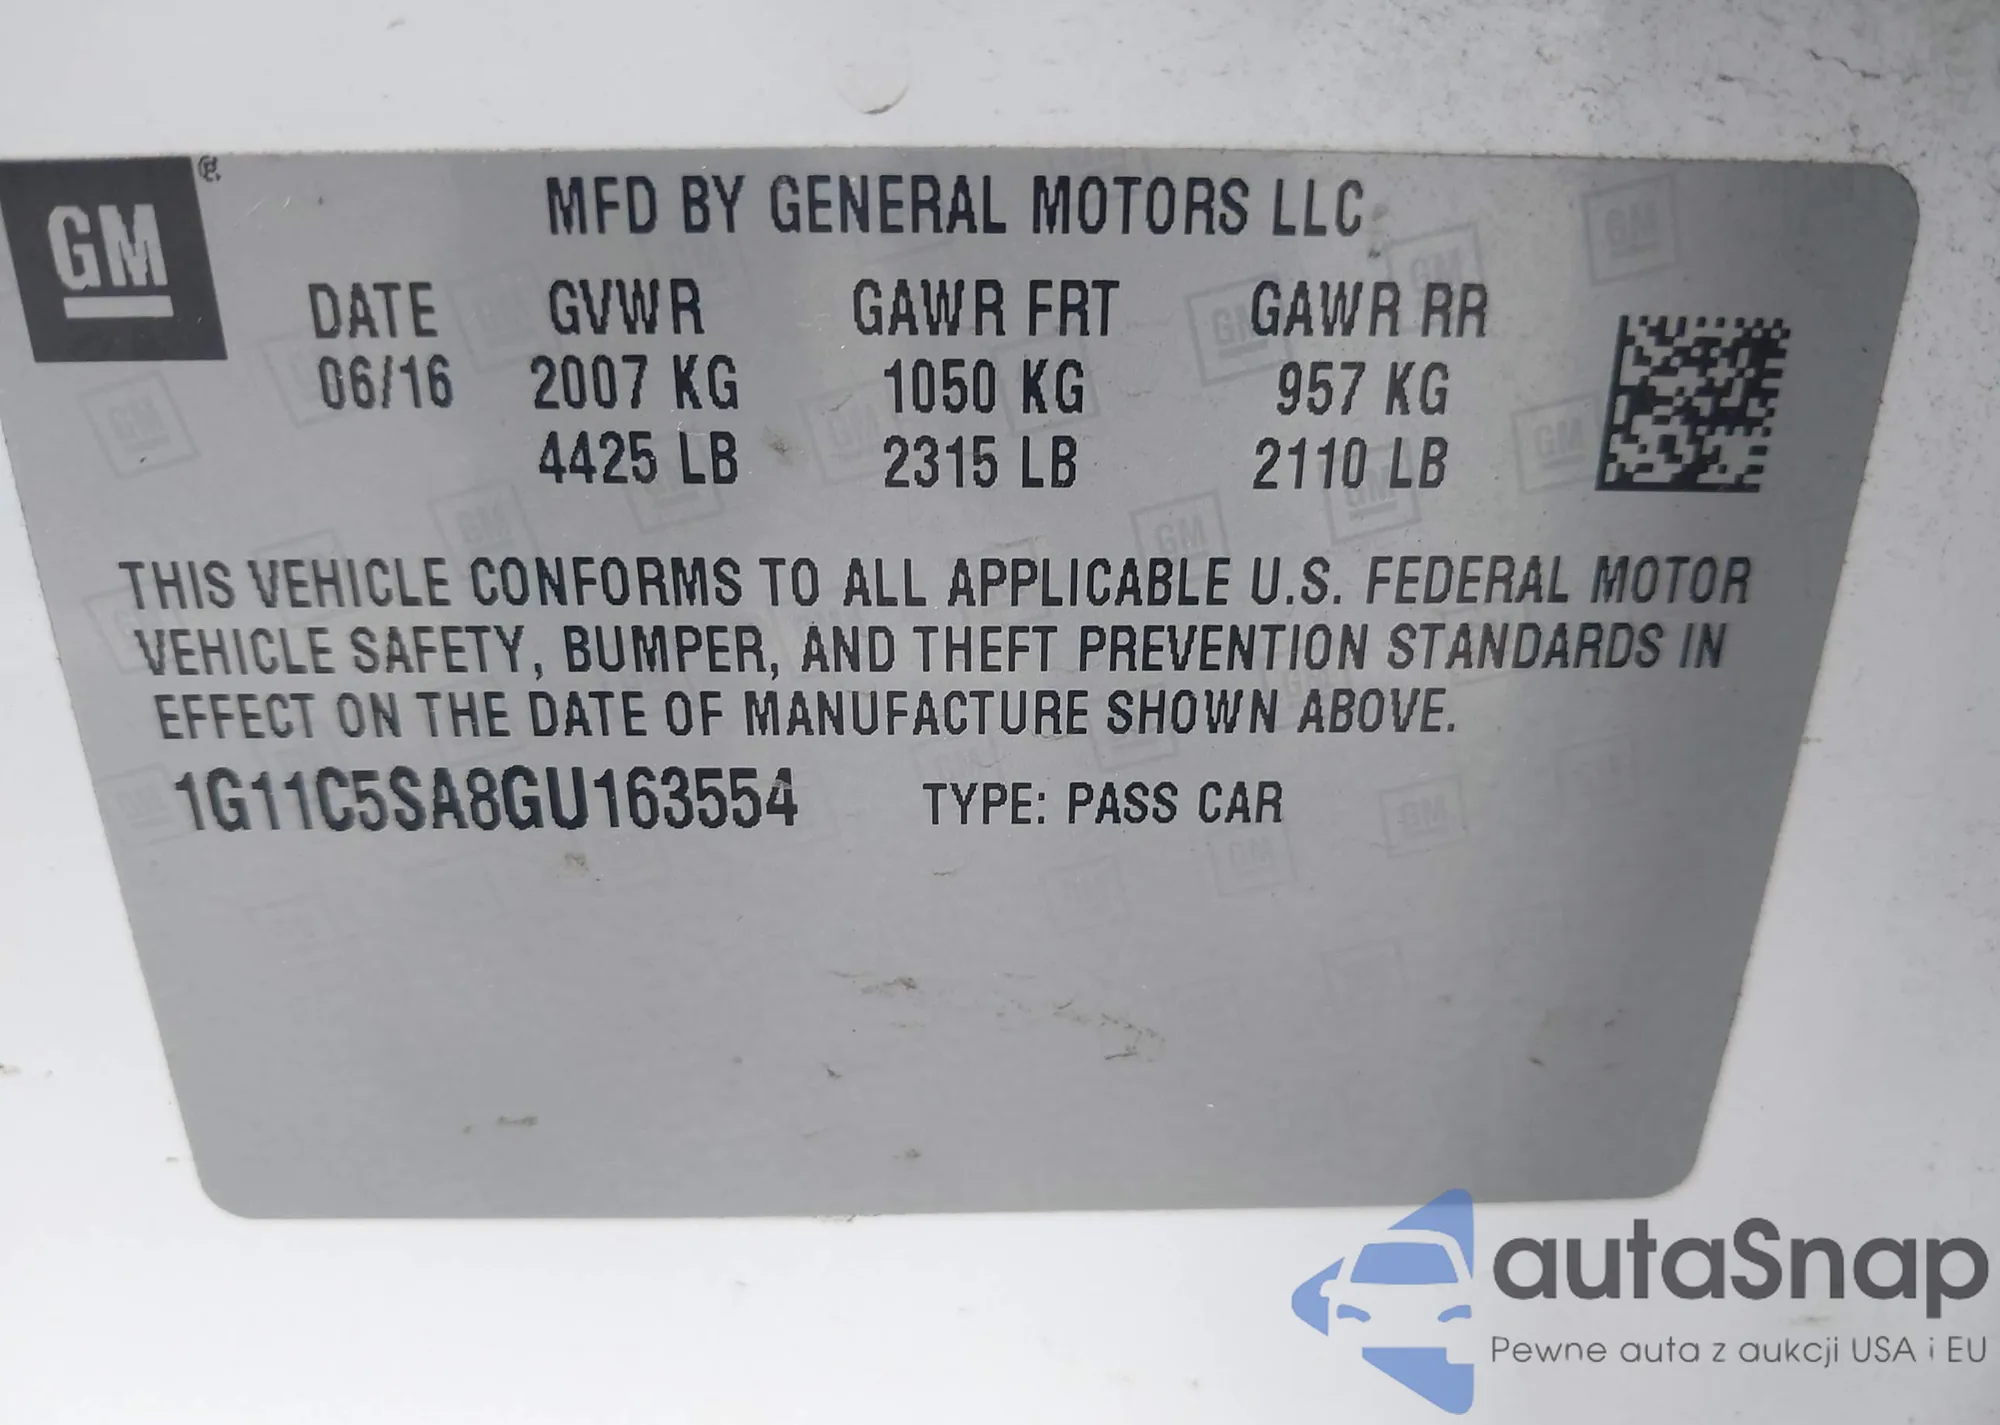 GM ®
MFD BY GENERAL MOTORS LLC
DATE GVWR GAWR FRT GAWR RR
06/16 2007 KG 1050 KG 957 KG
4425 LB 2315 LB 2110 LB
THIS VEHICLE CONFORMS TO ALL APPLICABLE U.S. FEDERAL MOTOR
VEHICLE SAFETY, BUMPER, AND THEFT PREVENTION STANDARDS IN
EFFECT ON THE DATE OF MANUFACTURE SHOWN ABOVE.
1G11C5SA8GU163554 TYPE: PASS CAR
autaSnap
Pewne auta z aukcji USA i EU